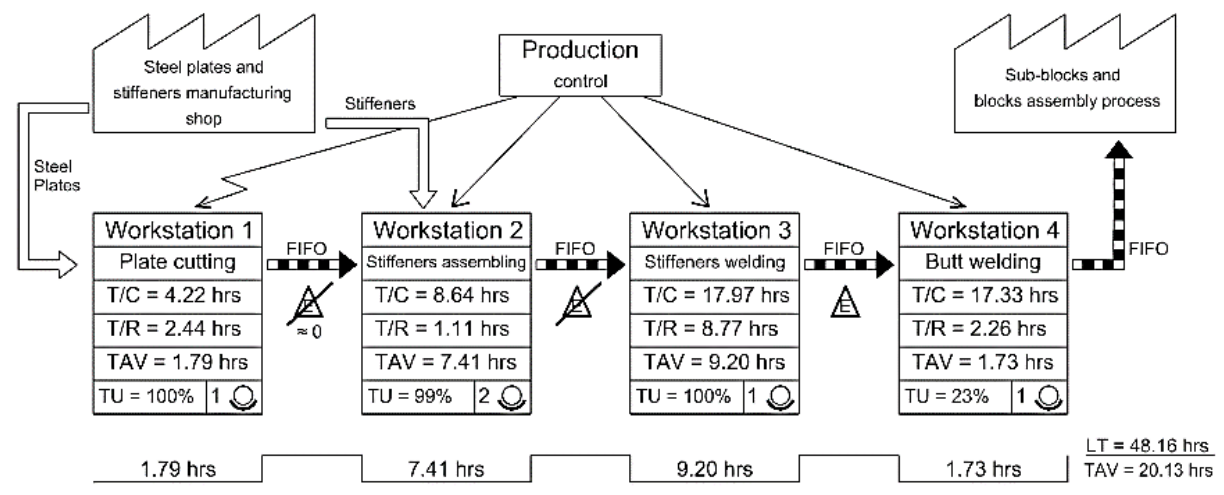 Steel plates and
stiffeners manufacturing
shop
Production
control
Sub-blocks and
blocks assembly process
Stiffeners
Steel
Plates
Workstation 1
Plate cutting
T/C = 4.22 hrs
T/R = 2.44 hrs
TAV = 1.79 hrs
TU = 100% 1
FIFO
E
≈ 0
Workstation 2
Stiffeners assembling
T/C = 8.64 hrs
T/R = 1.11 hrs
TAV = 7.41 hrs
TU = 99% 2
FIFO
E
Workstation 3
Stiffeners welding
T/C = 17.97 hrs
T/R = 8.77 hrs
TAV = 9.20 hrs
TU = 100% 1
FIFO
E
Workstation 4
Butt welding
T/C = 17.33 hrs
T/R = 2.26 hrs
TAV = 1.73 hrs
TU = 23% 1
FIFO
1.79 hrs
7.41 hrs
9.20 hrs
1.73 hrs
LT = 48.16 hrs
TAV = 20.13 hrs